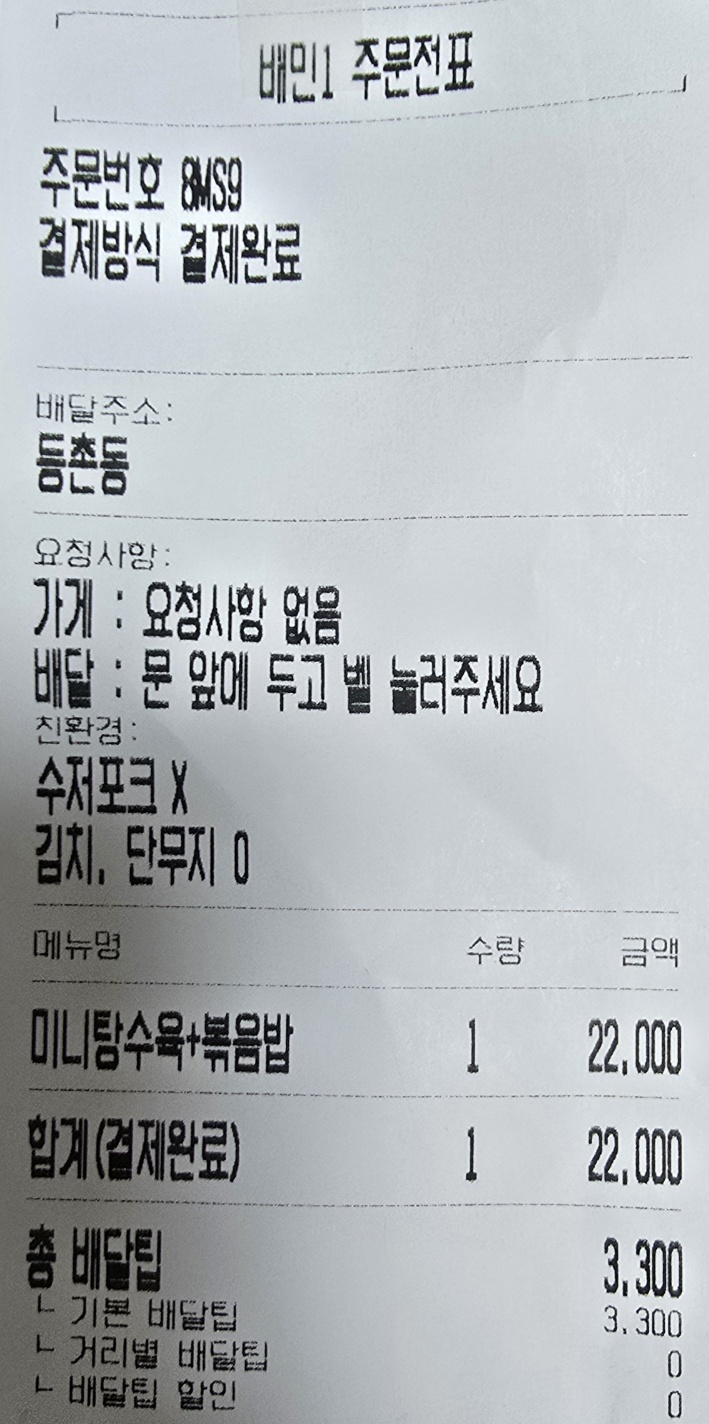 배민1 주문전표
주문번호 8MS9
결제방식 결제완료
배달주소:
등촌동
요청사항:
가게 : 요청사항 없음
배달 : 문 앞에 두고 벨 눌러주세요
친환경:
수저포크 X
김치, 단무지 O
메뉴명 수량 금액
미니탕수육+볶음밥 1 22,000
합계(결제완료) 1 22,000
총 배달팁 3,300
└ 기본 배달팁 3,300
└ 거리별 배달팁 0
└ 배달팁 할인 0